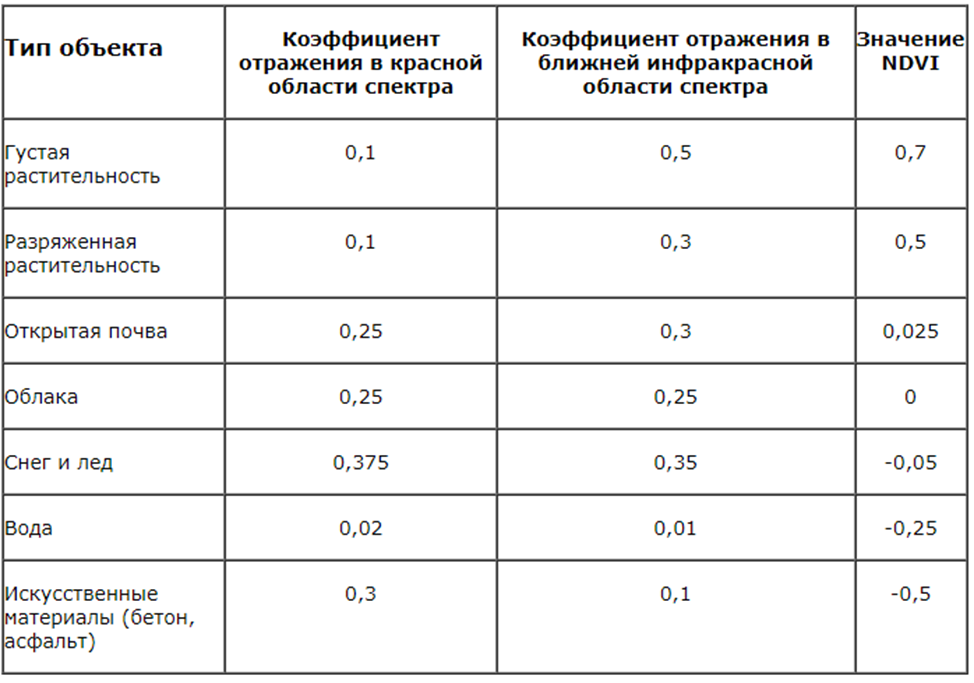 Тип объекта
Коэффициент
отражения в красной
области спектра
Коэффициент отражения в
ближней инфракрасной
области спектра
Значение
NDVI
Густая
растительность
0,1
0,5
0,7
Разряженная
растительность
0,1
0,3
0,5
Открытая почва
0,25
0,3
0,025
Облака
0,25
0,25
0
Снег и лед
0,375
0,35
-0,05
Вода
0,02
0,01
-0,25
Искусственные
материалы (бетон,
асфальт)
0,3
0,1
-0,5